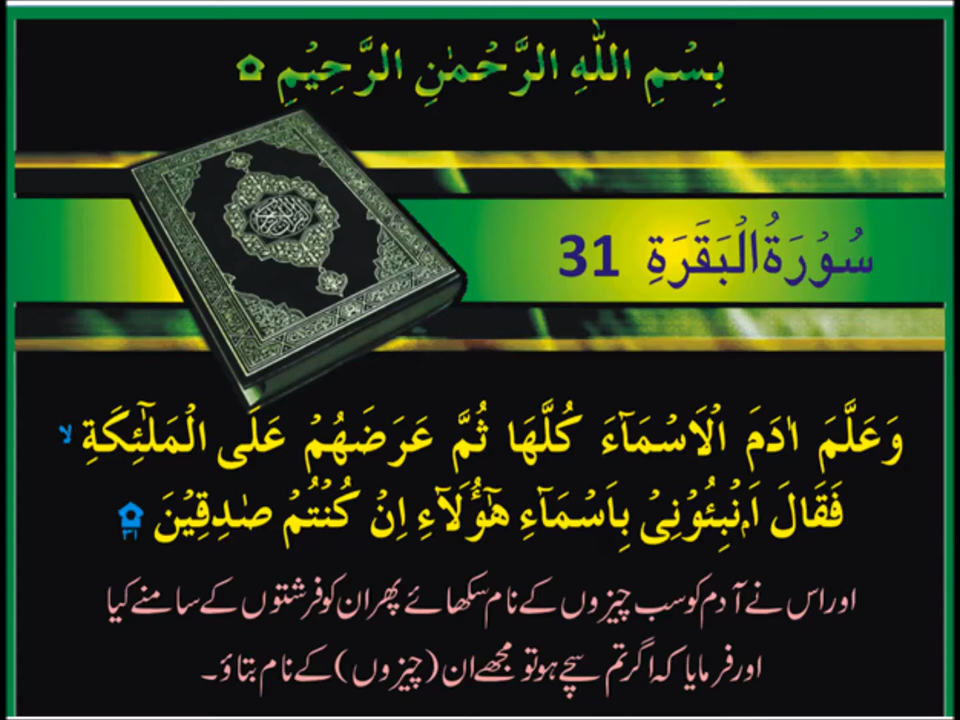 بِسْمِ اللّٰهِ الرَّحْمٰنِ الرَّحِيْمِ ۝
سُوْرَةُ الْبَقَرَةِ 31
وَعَلَّمَ اٰدَمَ الْاَسْمَآءَ كُلَّهَا ثُمَّ عَرَضَهُمْ عَلَى الْمَلٰٓئِكَةِ ۙ
فَقَالَ اَنْۢبِئُوْنِىْ بِاَسْمَآءِ هٰٓؤُلَآءِ اِنْ كُنْتُمْ صٰدِقِيْنَ ۝۳۱
اور اس نے آدم کو سب چیزوں کے نام سکھائے پھر ان کو فرشتوں کے سامنے کیا
اور فرمایا کہ اگر تم سچے ہو تو مجھے ان (چیزوں) کے نام بتاؤ۔